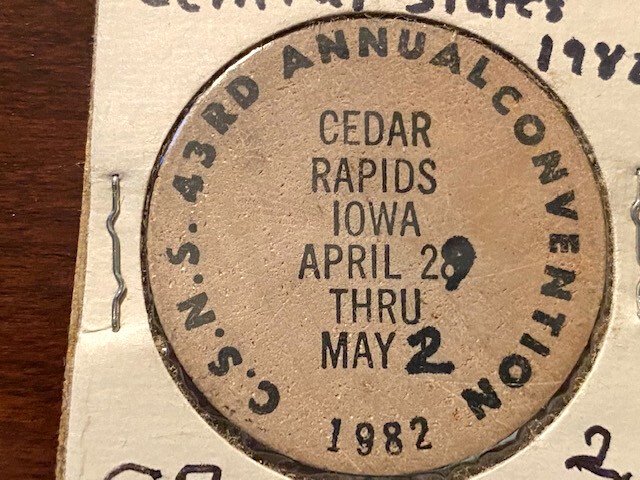 Central States
1982
C.S.N.S. 43RD ANNUAL CONVENTION
CEDAR
RAPIDS
IOWA
APRIL 29
THRU
MAY 2
1982
2